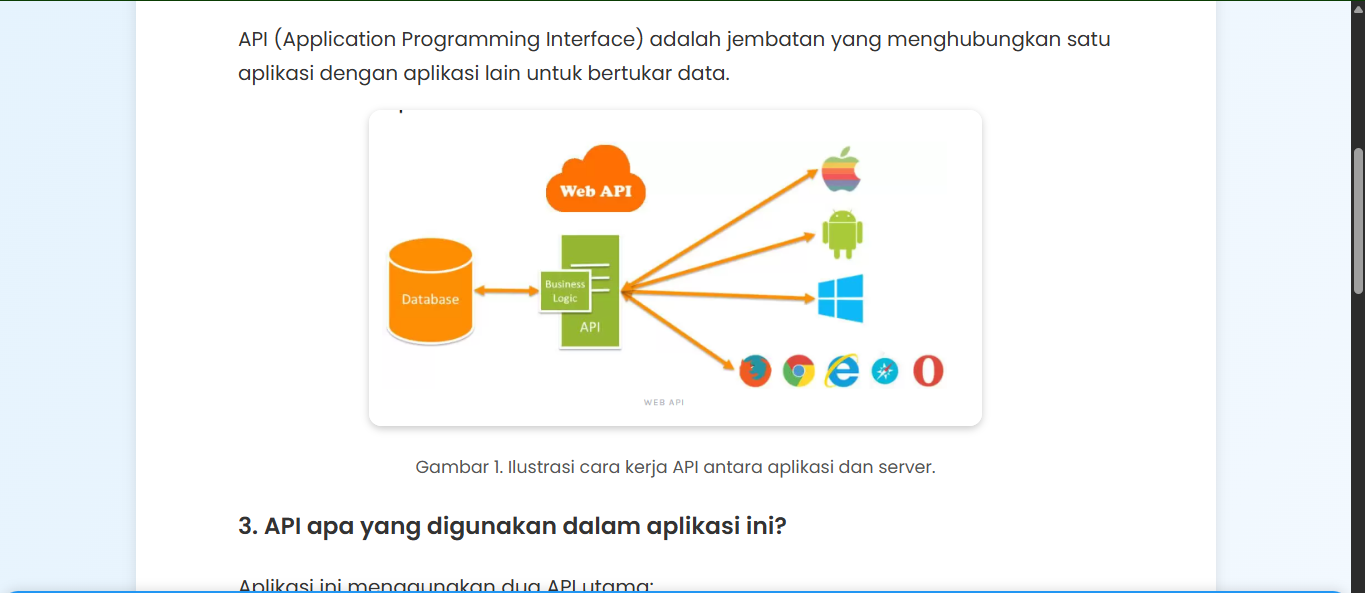 API (Application Programming Interface) adalah jembatan yang menghubungkan satu
aplikasi dengan aplikasi lain untuk bertukar data.
Web API
Database
Business
Logic
API
WEB API
Gambar 1. Ilustrasi cara kerja API antara aplikasi dan server.
3. API apa yang digunakan dalam aplikasi ini?
Aplikasi ini menggunakan dua API utama: